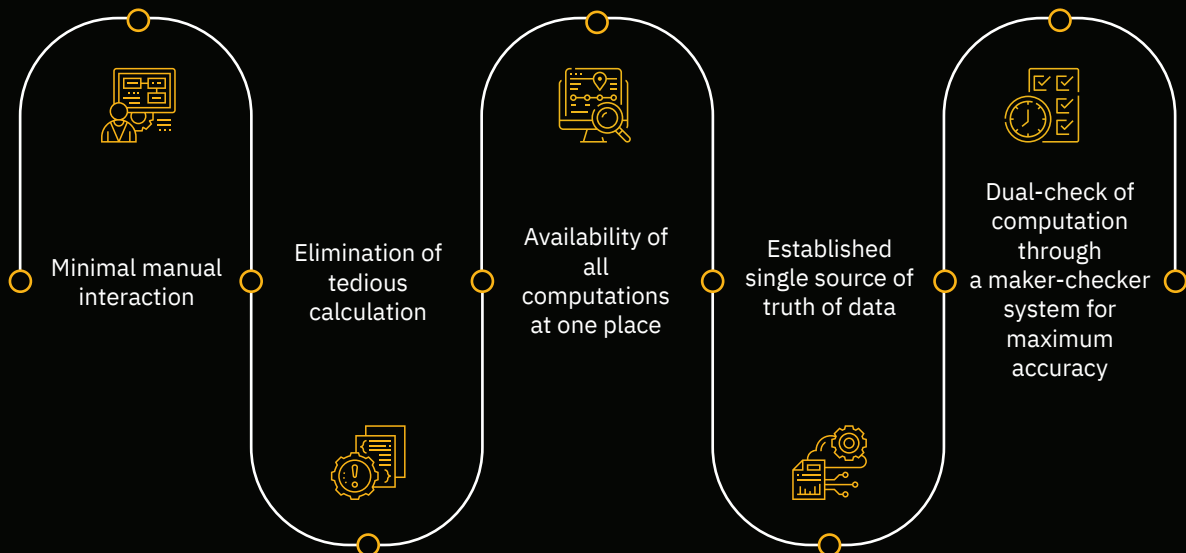 Minimal manual
interaction
Elimination of
tedious
calculation
Availability of
all
computations
at one place
Established
single source of
truth of data
Dual-check of
computation
through
a maker-checker
system for
maximum
accuracy